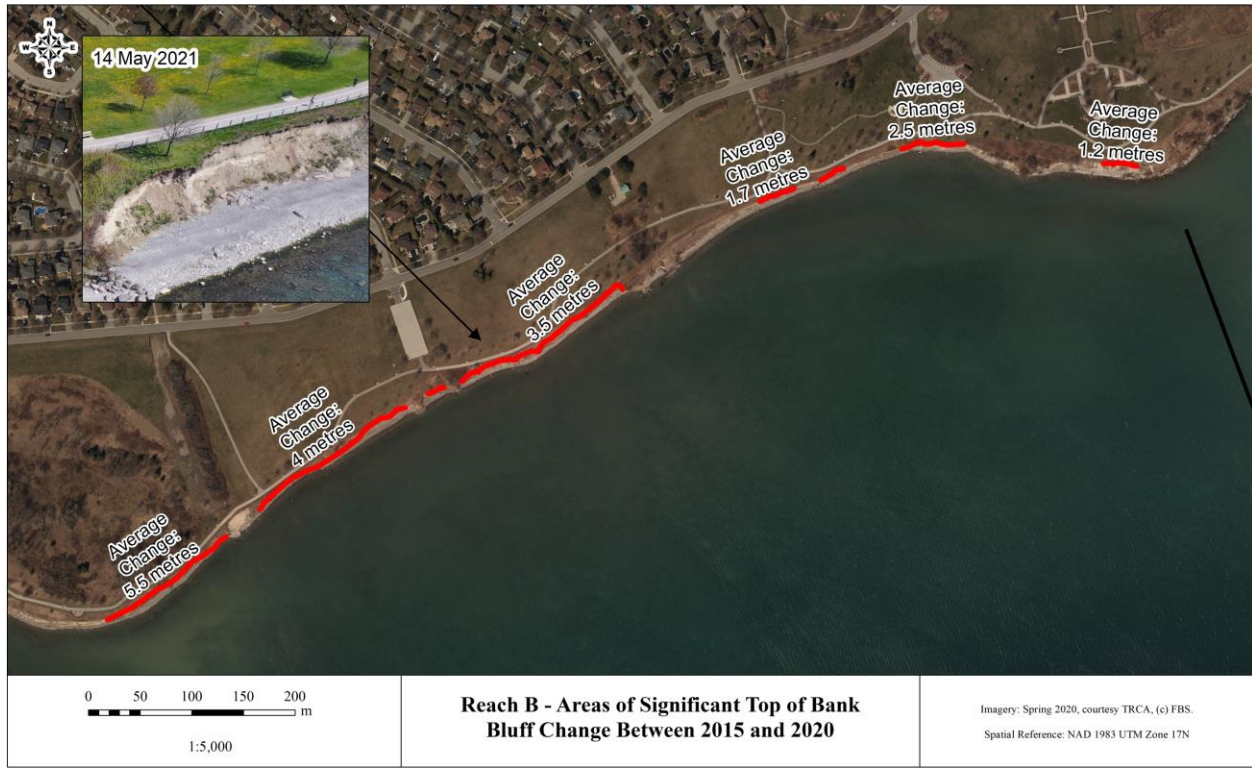 N
W
E
S
14 May 2021
Average
Change:
2.5 metres
Average
Change:
1.2 metres
Average
Change:
1.7 metres
Average
Change:
3.5 metres
Average
Change:
4 metres
Average
Change:
5.5 metres
0 50 100 150 200
m
1:5,000
Reach B - Areas of Significant Top of Bank
Bluff Change Between 2015 and 2020
Imagery: Spring 2020, courtesy TRCA, (c) FBS.
Spatial Reference: NAD 1983 UTM Zone 17N